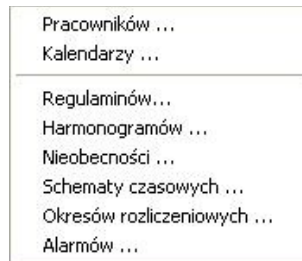 Pracowników ...
Kalendarzy ...
Regulaminów...
Harmonogramów ...
Nieobecności ...
Schematy czasowych ...
Okresów rozliczeniowych ...
Alarmów ...